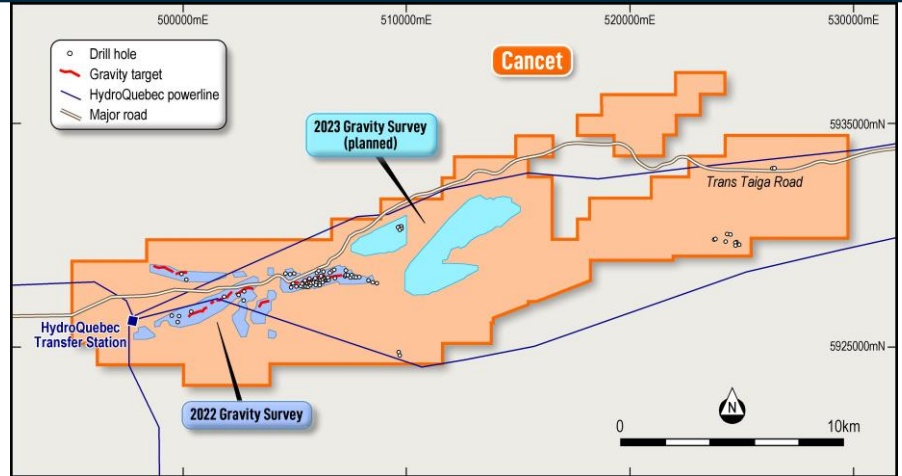 500000mE
510000mE
520000mE
530000mE
Drill hole
Gravity target
HydroQuebec powerline
Major road
Cancet
2023 Gravity Survey
(planned)
5935000mN
Trans Taiga Road
HydroQuebec
Transfer Station
5925000mN
2022 Gravity Survey
N
0
10km